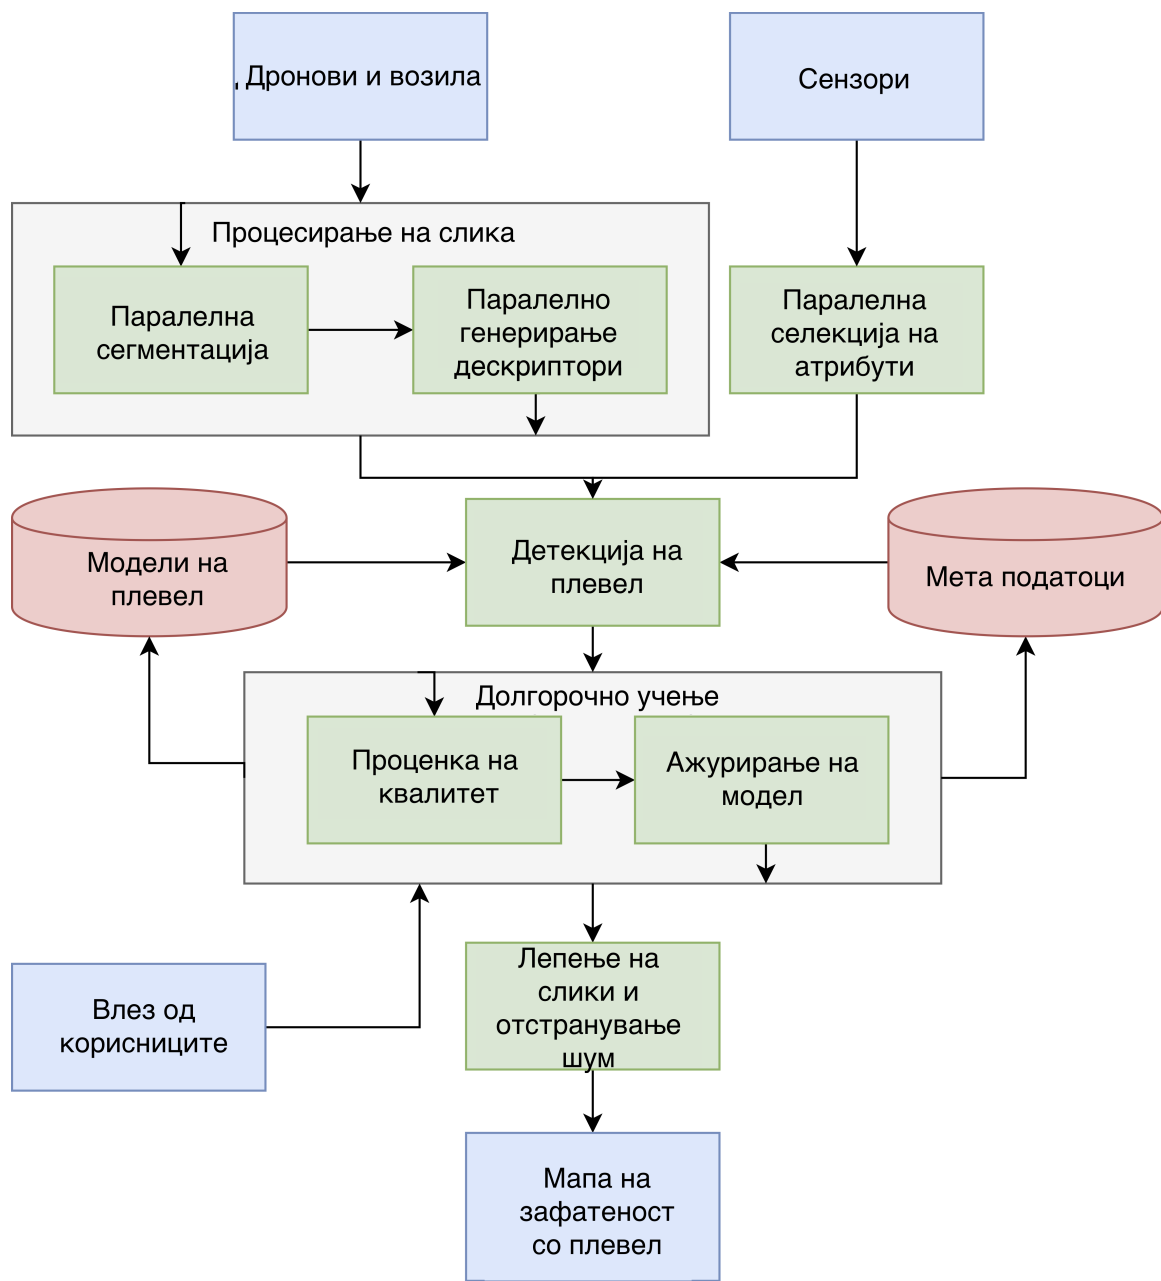 Дронови и возила
Сензори
Процесирање на слика
Паралелна
сегментација
Паралелно
генерирање
дескриптори
Паралелна
селекција на
атрибути
Модели на
плевел
Детекција на
плевел
Мета податоци
Долгорочно учење
Проценка на
квалитет
Ажурирање на
модел
Влез од
корисниците
Лепење на
слики и
отстранување
шум
Мапа на
зафатеност
со плевел